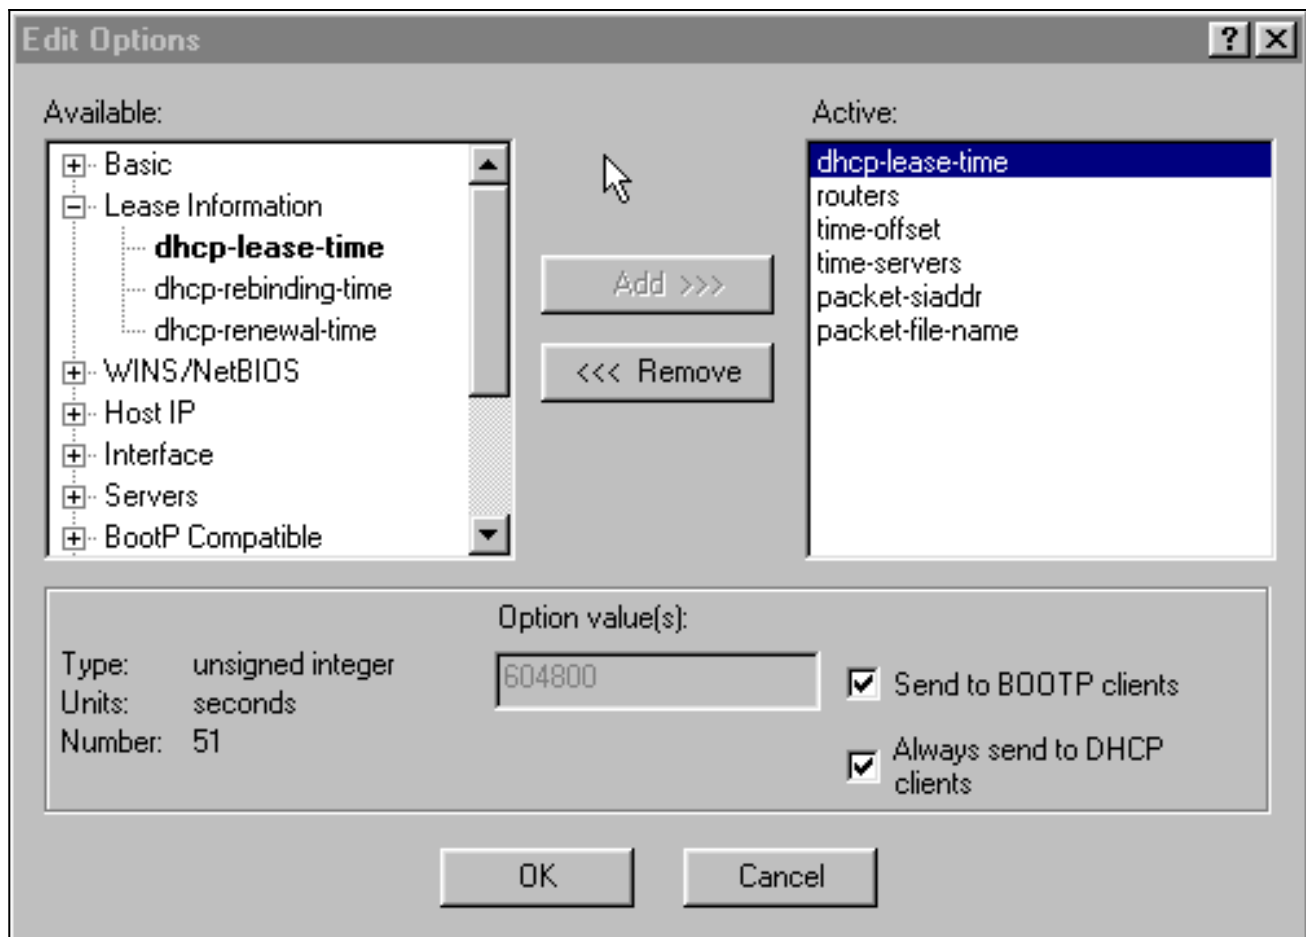 Edit Options
Available:
Basic
Lease Information
dhcp-lease-time
dhcp-rebinding-time
dhcp-renewal-time
WINS/NetBIOS
Host IP
Interface
Servers
BootP Compatible
Add >>>
<<< Remove
Active:
dhcp-lease-time
routers
time-offset
time-servers
packet-siaddr
packet-file-name
Type: unsigned integer
Units: seconds
Number: 51
Option value(s):
604800
Send to BOOTP clients
Always send to DHCP
clients
OK
Cancel